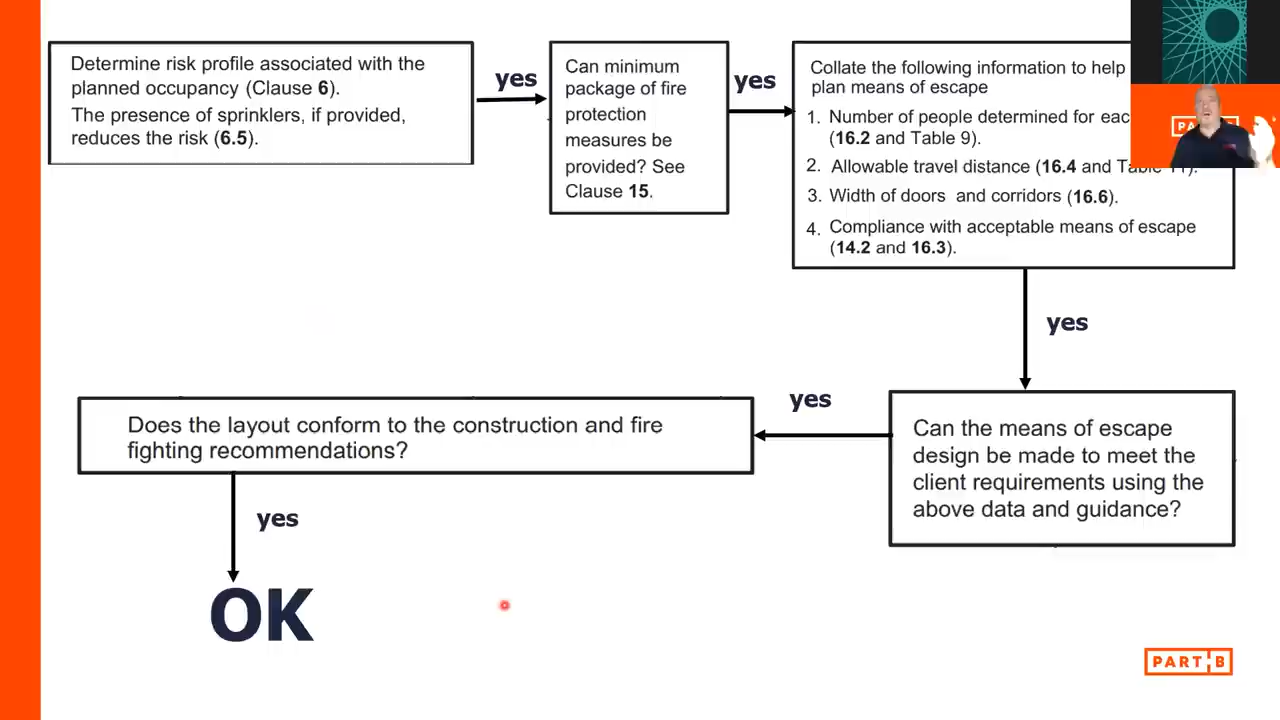 Determine risk profile associated with the
planned occupancy (Clause 6).
The presence of sprinklers, if provided,
reduces the risk (6.5).
yes
Can minimum
package of fire
protection
measures be
provided? See
Clause 15.
yes
Collate the following information to help
plan means of escape
1. Number of people determined for
(16.2 and Table 9).
2. Allowable travel distance (16.4 and Table 11).
3. Width of doors and corridors (16.6).
4. Compliance with acceptable means of escape
(14.2 and 16.3).
yes
Can the means of escape
design be made to meet the
client requirements using the
above data and guidance?
yes
Does the layout conform to the construction and fire
fighting recommendations?
yes
OK
PART B